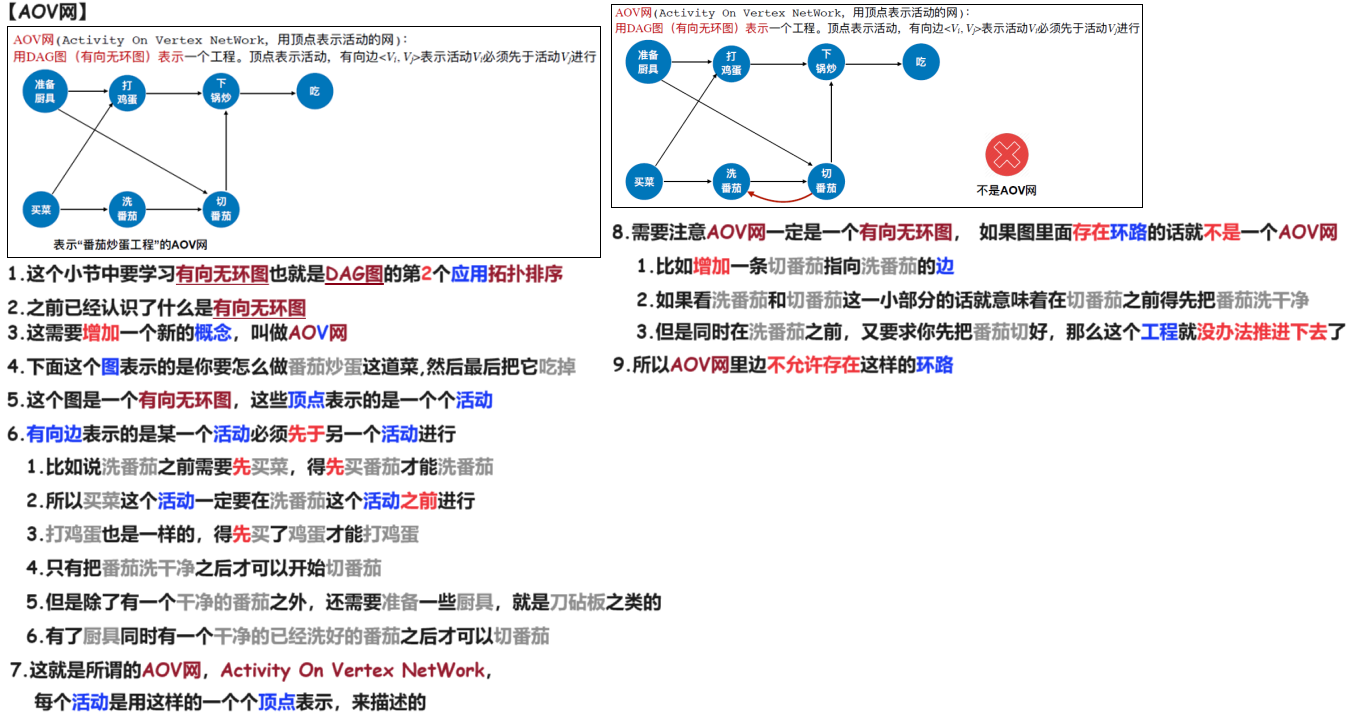 【AOV网】
AOV网(Activity On Vertex NetWork，用顶点表示活动的网)：
用DAG图（有向无环图）表示一个工程。顶点表示活动，有向边<Vi, Vj>表示活动Vi必须先于活动Vj进行
准备
厨具
打
鸡蛋
下
锅炒
吃
买菜
洗
番茄
切
番茄
表示“番茄炒蛋工程”的AOV网
1.这个小节中要学习有向无环图也就是DAG图的第2个应用拓扑排序
2.之前已经认识了什么是有向无环图
3.这需要增加一个新的概念，叫做AOV网
4.下面这个图表示的是你要怎么做番茄炒蛋这道菜,然后最后把它吃掉
5.这个图是一个有向无环图，这些顶点表示的是一个个活动
6.有向边表示的是某一个活动必须先于另一个活动进行
1.比如说洗番茄之前需要先买菜，得先买番茄才能洗番茄
2.所以买菜这个活动一定要在洗番茄这个活动之前进行
3.打鸡蛋也是一样的，得先买了鸡蛋才能打鸡蛋
4.只有把番茄洗干净之后才可以开始切番茄
5.但是除了有一个干净的番茄之外，还需要准备一些厨具，就是刀砧板之类的
6.有了厨具同时有一个干净的已经洗好的番茄之后才可以切番茄
7.这就是所谓的AOV网，Activity On Vertex NetWork，
每个活动是用这样的一个个顶点表示，来描述的
AOV网(Activity On Vertex NetWork，用顶点表示活动的网)：
用DAG图（有向无环图）表示一个工程。顶点表示活动，有向边<Vi, Vj>表示活动Vi必须先于活动Vj进行
准备
厨具
打
鸡蛋
下
锅炒
吃
买菜
洗
番茄
切
番茄
不是AOV网
8.需要注意AOV网一定是一个有向无环图， 如果图里面存在环路的话就不是一个AOV网
1.比如增加一条切番茄指向洗番茄的边
2.如果看洗番茄和切番茄这一小部分的话就意味着在切番茄之前得先把番茄洗干净
3.但是同时在洗番茄之前，又要求你先把番茄切好，那么这个工程就没办法推进下去了
9.所以AOV网里边不允许存在这样的环路